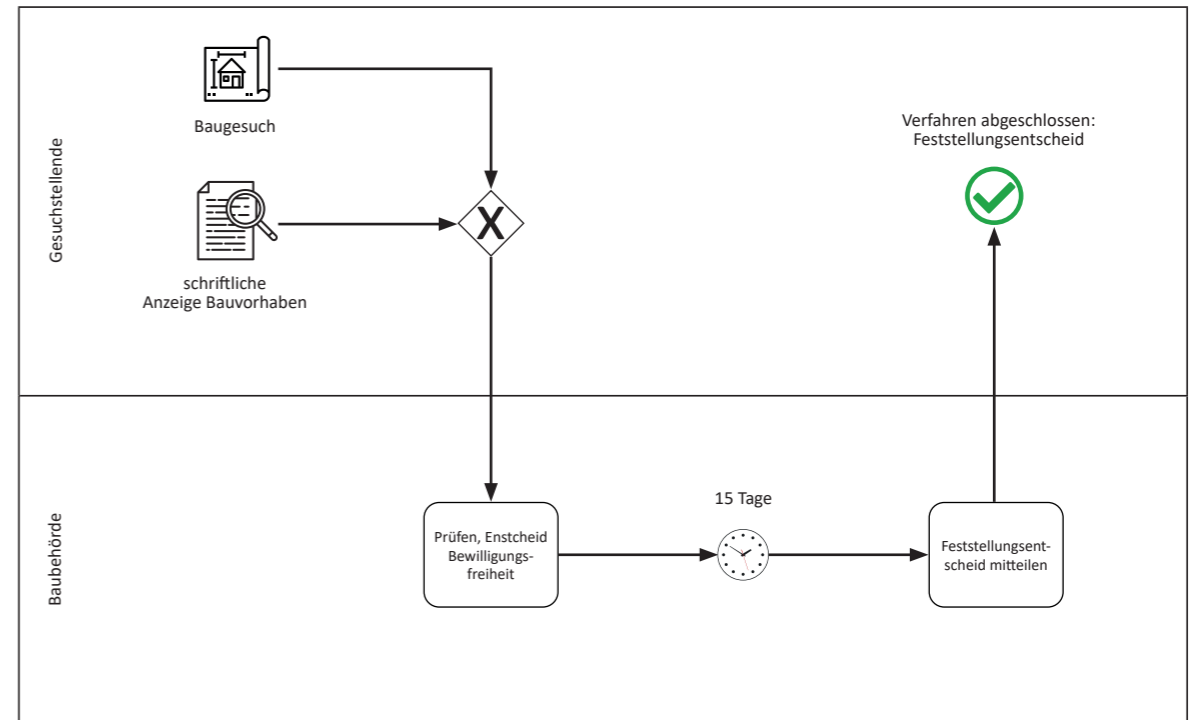 Gesuchstellende
Baugesuch
schriftliche
Anzeige Bauvorhaben
X
Verfahren abgeschlossen:
Feststellungsentscheid
Baubehörde
Prüfen, Enstcheid
Bewilligungs-
freiheit
15 Tage
Feststellungsent-
scheid mitteilen